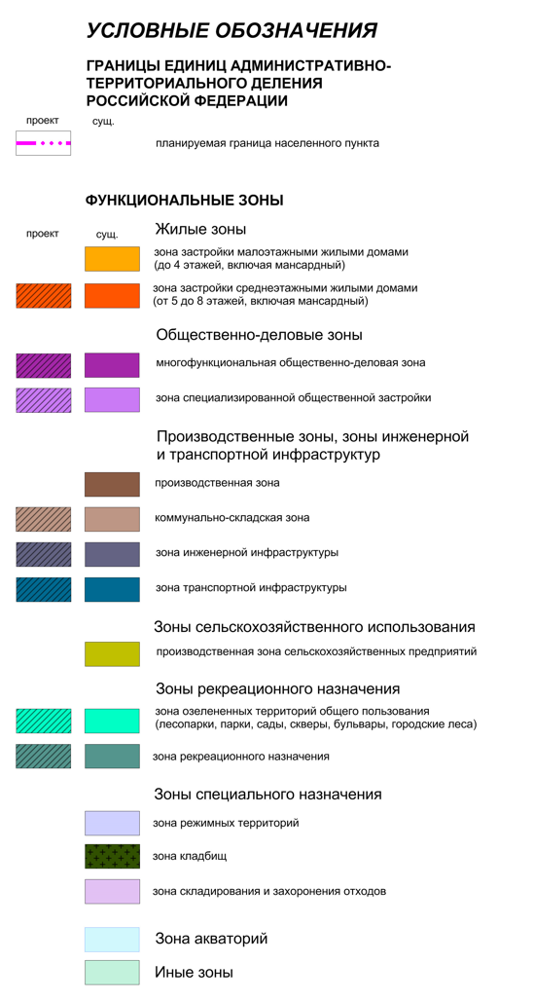 УСЛОВНЫЕ ОБОЗНАЧЕНИЯ
ГРАНИЦЫ ЕДИНИЦ АДМИНИСТРАТИВНО-
ТЕРРИТОРИАЛЬНОГО ДЕЛЕНИЯ
РОССИЙСКОЙ ФЕДЕРАЦИИ
проект сущ.
планируемая граница населенного пункта
ФУНКЦИОНАЛЬНЫЕ ЗОНЫ
проект сущ.
Жилые зоны
зона застройки малоэтажными жилыми домами
(до 4 этажей, включая мансардный)
зона застройки среднеэтажными жилыми домами
(от 5 до 8 этажей, включая мансардный)
Общественно-деловые зоны
многофункциональная общественно-деловая зона
зона специализированной общественной застройки
Производственные зоны, зоны инженерной
и транспортной инфраструктур
производственная зона
коммунально-складская зона
зона инженерной инфраструктуры
зона транспортной инфраструктуры
Зоны сельскохозяйственного использования
производственная зона сельскохозяйственных предприятий
Зоны рекреационного назначения
зона озелененных территорий общего пользования
(лесопарки, парки, сады, скверы, бульвары, городские леса)
зона рекреационного назначения
Зоны специального назначения
зона режимных территорий
зона кладбищ
зона складирования и захоронения отходов
Зона акваторий
Иные зоны